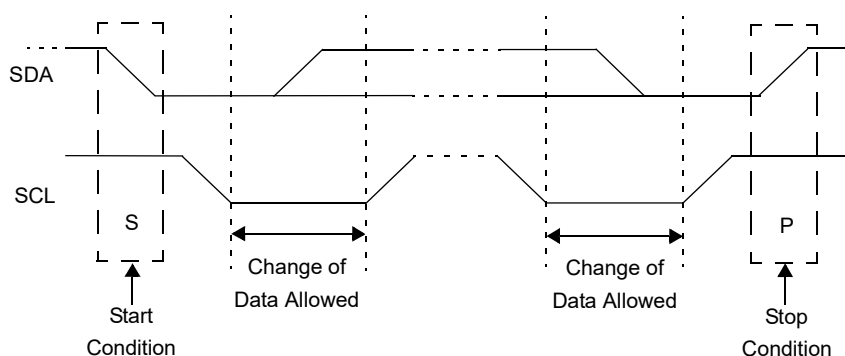 SDA
SCL
S
P
Change of
Data Allowed
Change of
Data Allowed
Start
Condition
Stop
Condition